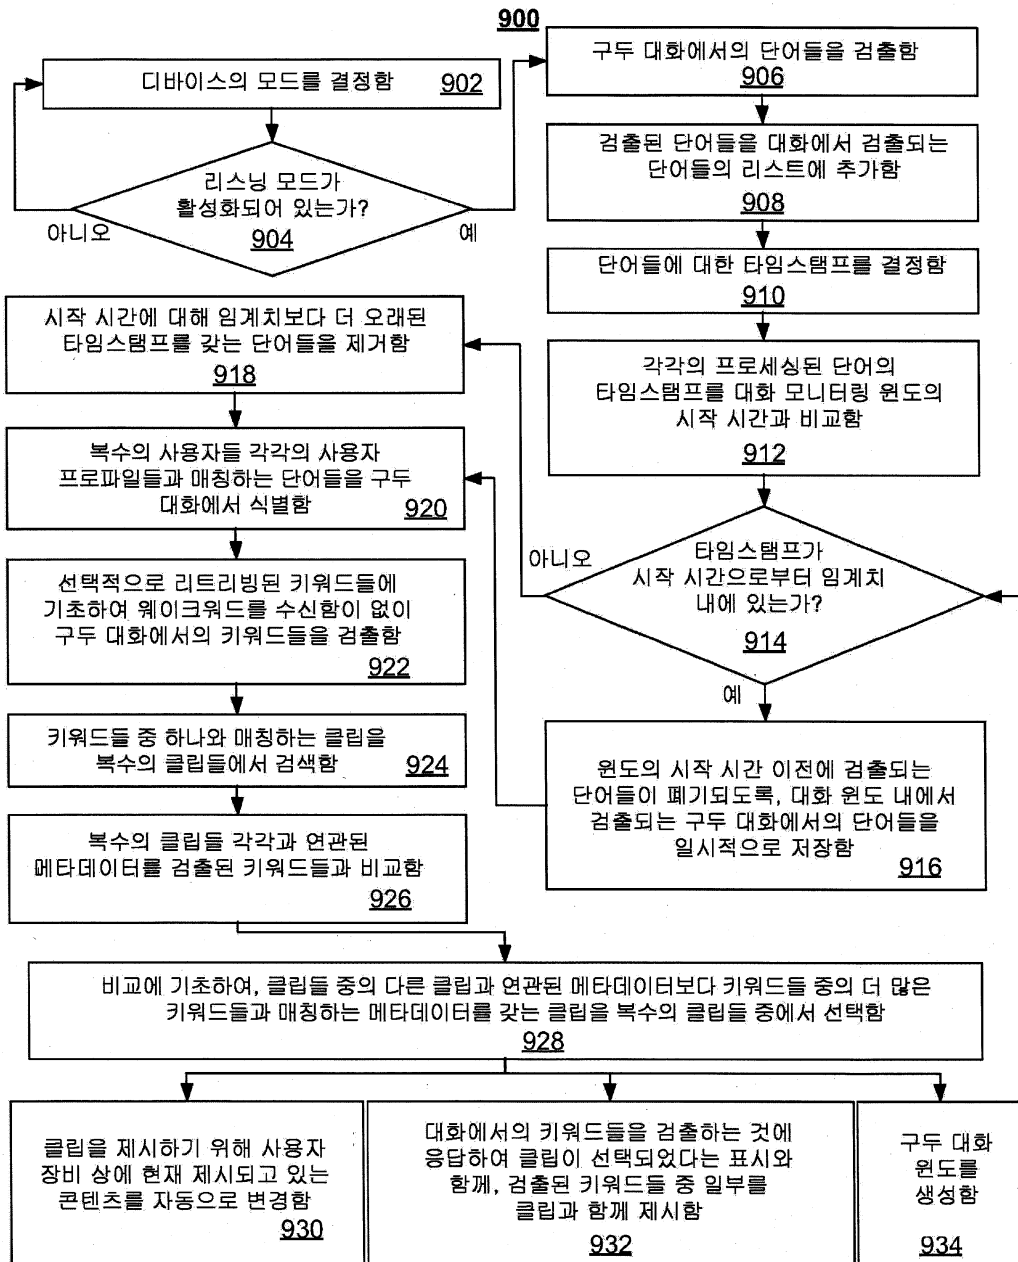 900
디바이스의 모드를 결정함 902
리스닝 모드가
활성화되어 있는가?
904
아니오
예
구두 대화에서의 단어들을 검출함
906
검출된 단어들을 대화에서 검출되는
단어들의 리스트에 추가함
908
단어들에 대한 타임스탬프를 결정함
910
각각의 프로세싱된 단어의
타임스탬프를 대화 모니터링 윈도의
시작 시간과 비교함
912
타임스탬프가
시작 시간으로부터 임계치
내에 있는가?
914
아니오
예
윈도의 시작 시간 이전에 검출되는
단어들이 폐기되도록, 대화 윈도 내에서
검출되는 구두 대화에서의 단어들을
일시적으로 저장함
916
시작 시간에 대해 임계치보다 더 오래된
타임스탬프를 갖는 단어들을 제거함
918
복수의 사용자들 각각의 사용자
프로파일들과 매칭하는 단어들을 구두
대화에서 식별함
920
선택적으로 리트리빙된 키워드들에
기초하여 웨이크워드를 수신함이 없이
구두 대화에서의 키워드들을 검출함
922
키워드들 중 하나와 매칭하는 클립을
복수의 클립들에서 검색함
924
복수의 클립들 각각과 연관된
메타데이터를 검출된 키워드들과 비교함
926
비교에 기초하여, 클립들 중의 다른 클립과 연관된 메타데이터보다 키워드들 중의 더 많은
키워드들과 매칭하는 메타데이터를 갖는 클립을 복수의 클립들 중에서 선택함
928
클립을 제시하기 위해 사용자
장비 상에 현재 제시되고 있는
콘텐츠를 자동으로 변경함
930
대화에서의 키워드들을 검출하는 것에
응답하여 클립이 선택되었다는 표시와
함께, 검출된 키워드들 중 일부를
클립과 함께 제시함
932
구두 대화
윈도를
생성함
934